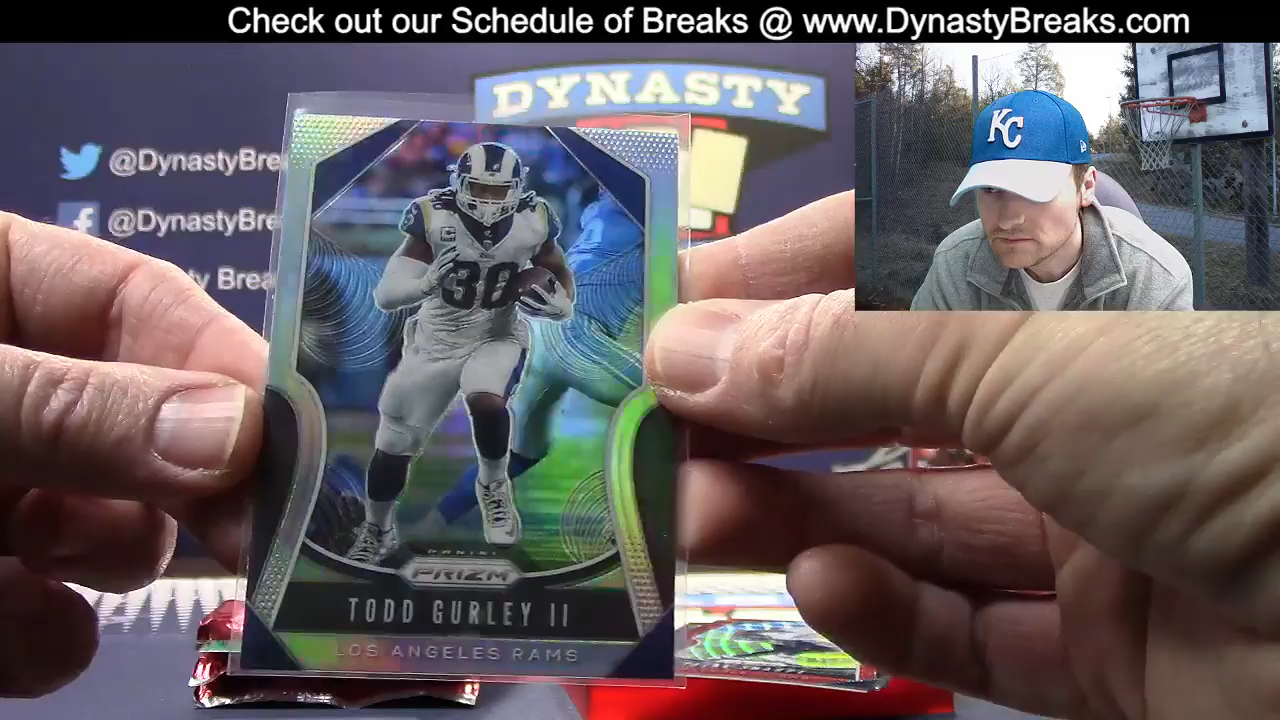 Check out our Schedule of Breaks @ www.DynastyBreaks.com
DYNASTY
@DynastyBre
@DynastyBre
y Brea
KC
C
30
PANINI
PRIZM
TODD GURLEY II
LOS ANGELES RAMS